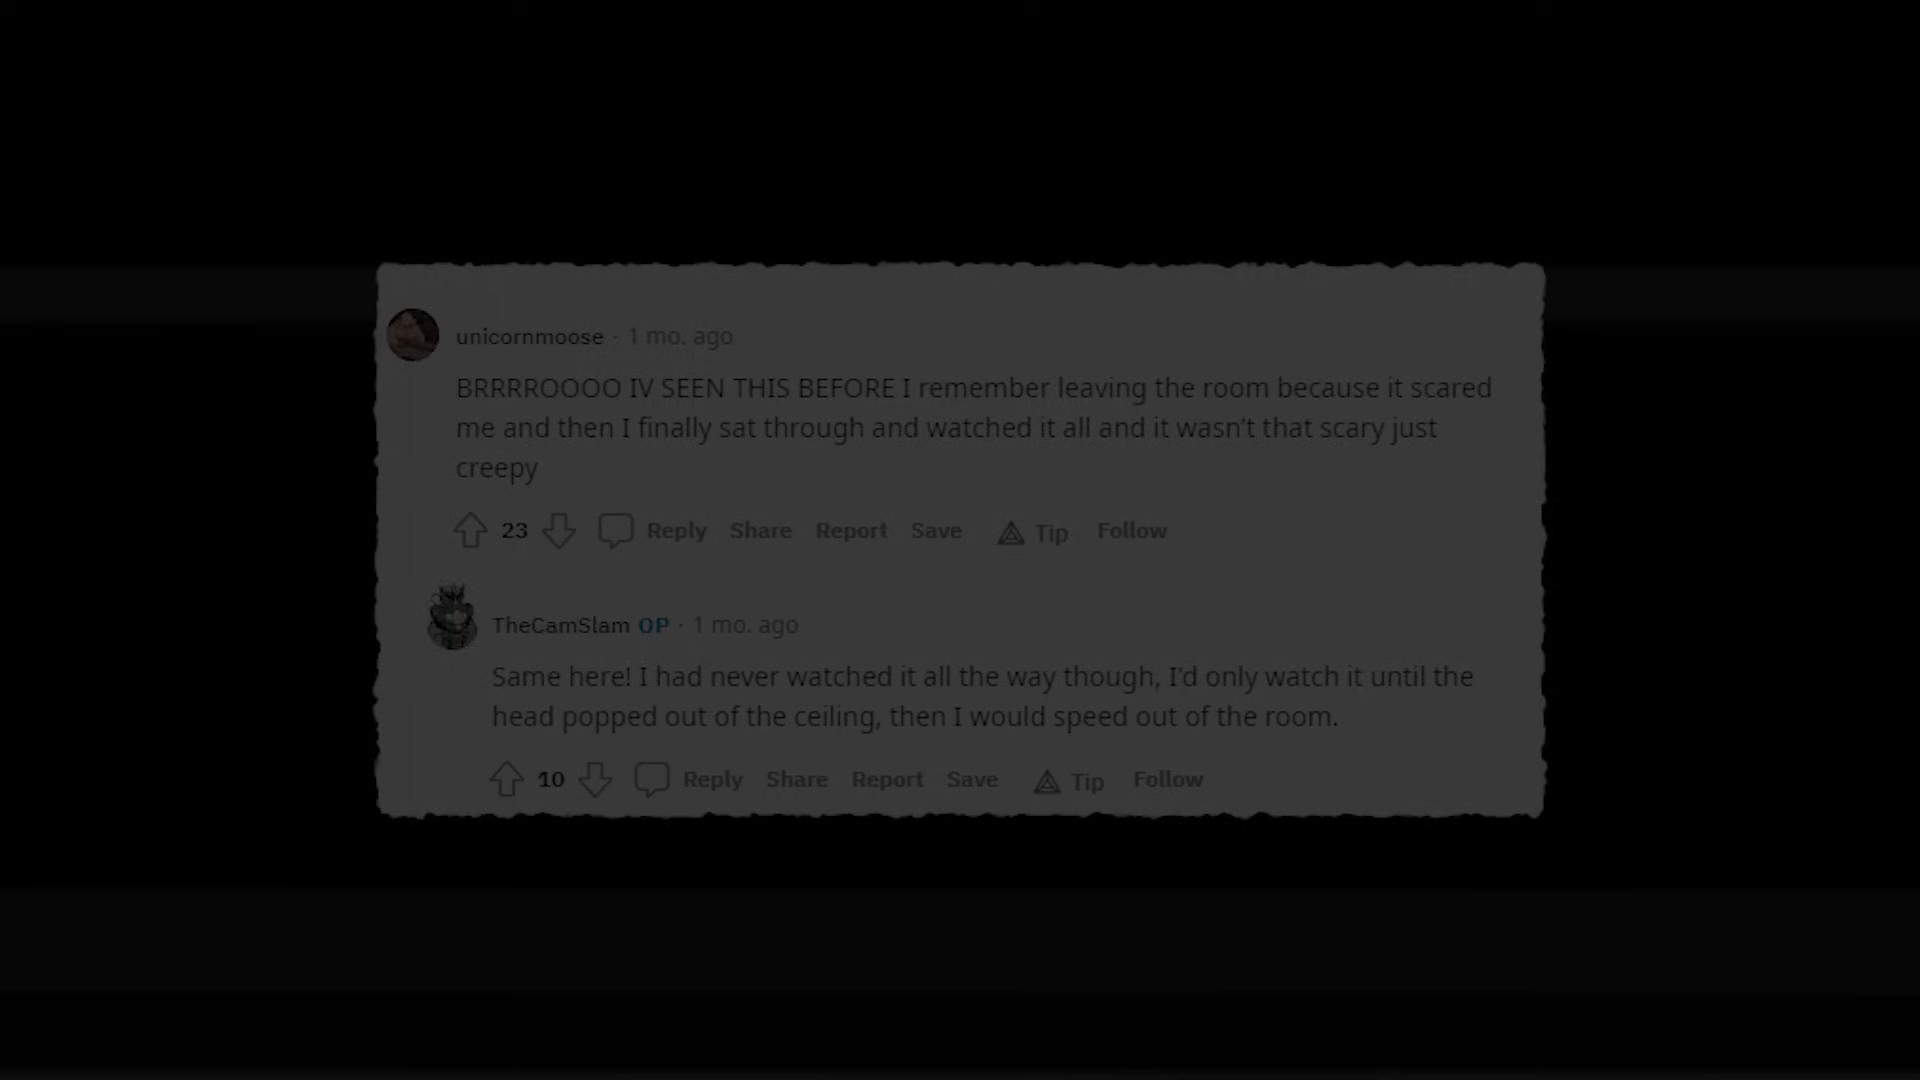 unicornmoose · 1 mo. ago
BRRRROOOO IV SEEN THIS BEFORE I remember leaving the room because it scared
me and then I finally sat through and watched it all and it wasn't that scary just
creepy
23 Reply Share Report Save Tip Follow
TheCamSlam OP · 1 mo. ago
Same here! I had never watched it all the way though, I'd only watch it until the
head popped out of the ceiling, then I would speed out of the room.
10 Reply Share Report Save Tip Follow